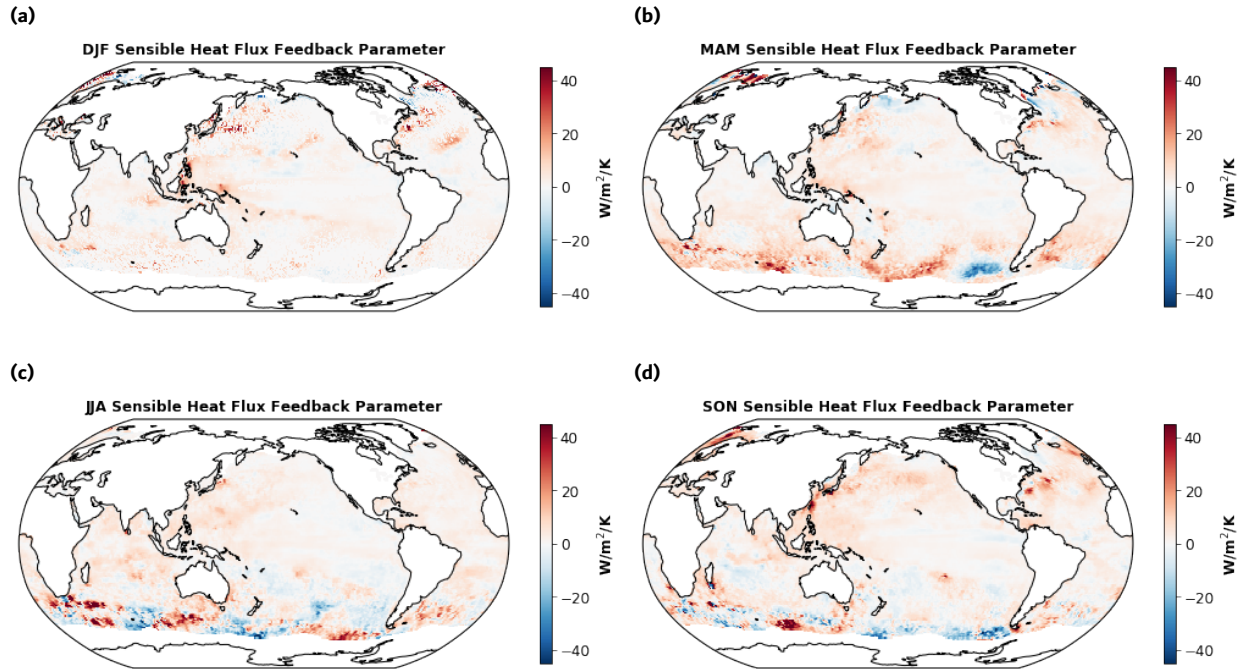 (a)
DJF Sensible Heat Flux Feedback Parameter
40
20
0
−20
−40
W/m²/K
(b)
MAM Sensible Heat Flux Feedback Parameter
40
20
0
−20
−40
W/m²/K
(c)
JJA Sensible Heat Flux Feedback Parameter
40
20
0
−20
−40
W/m²/K
(d)
SON Sensible Heat Flux Feedback Parameter
40
20
0
−20
−40
W/m²/K